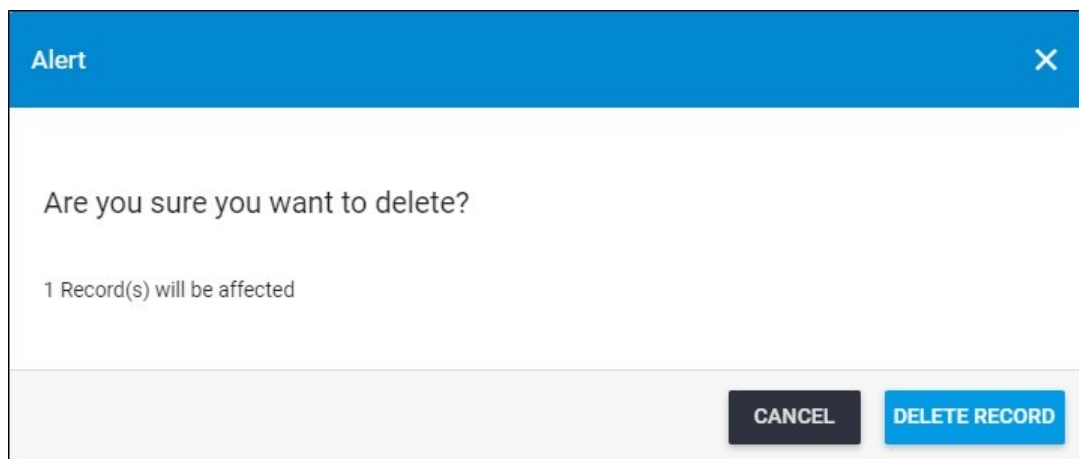 Alert
Are you sure you want to delete?
1 Record(s) will be affected
CANCEL DELETE RECORD